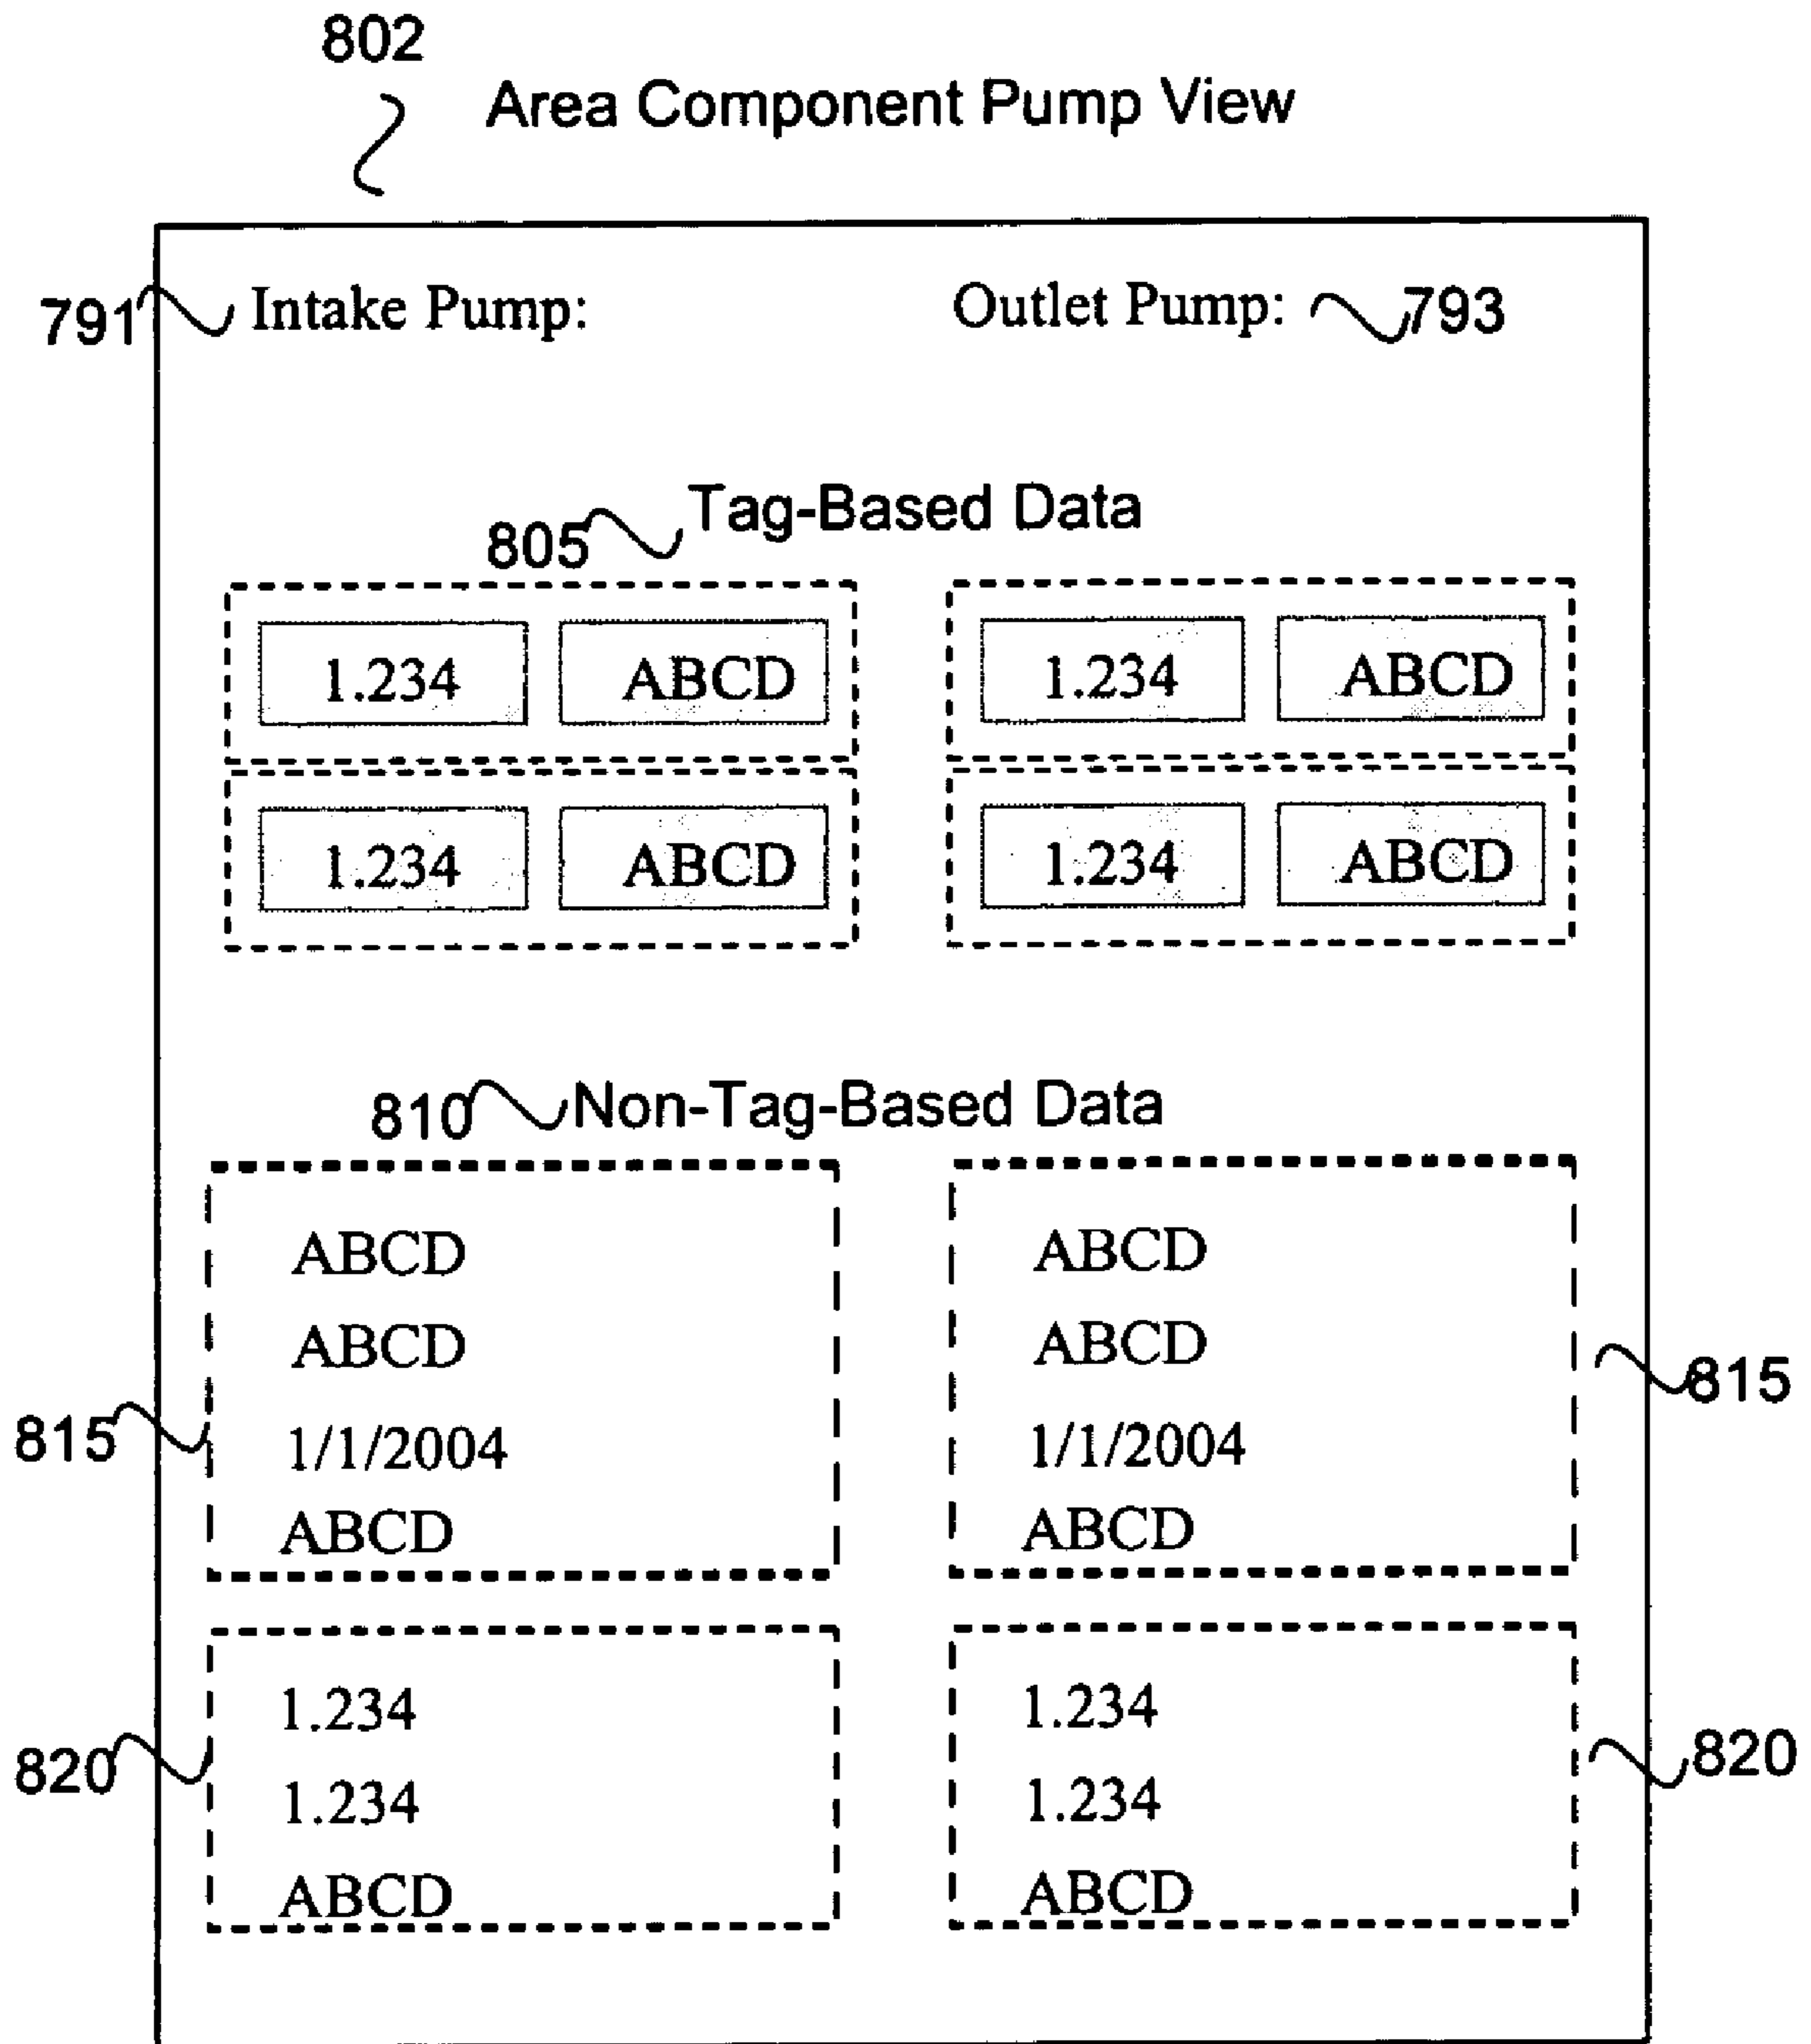 802
Area Component Pump View
791 Intake Pump: Outlet Pump: 793
Tag-Based Data
805
1.234 ABCD 1.234 ABCD
1.234 ABCD 1.234 ABCD
810 Non-Tag-Based Data
ABCD ABCD
ABCD ABCD
815
815 1/1/2004 1/1/2004
ABCD ABCD
1.234 1.234
820 820
1.234 1.234
ABCD ABCD